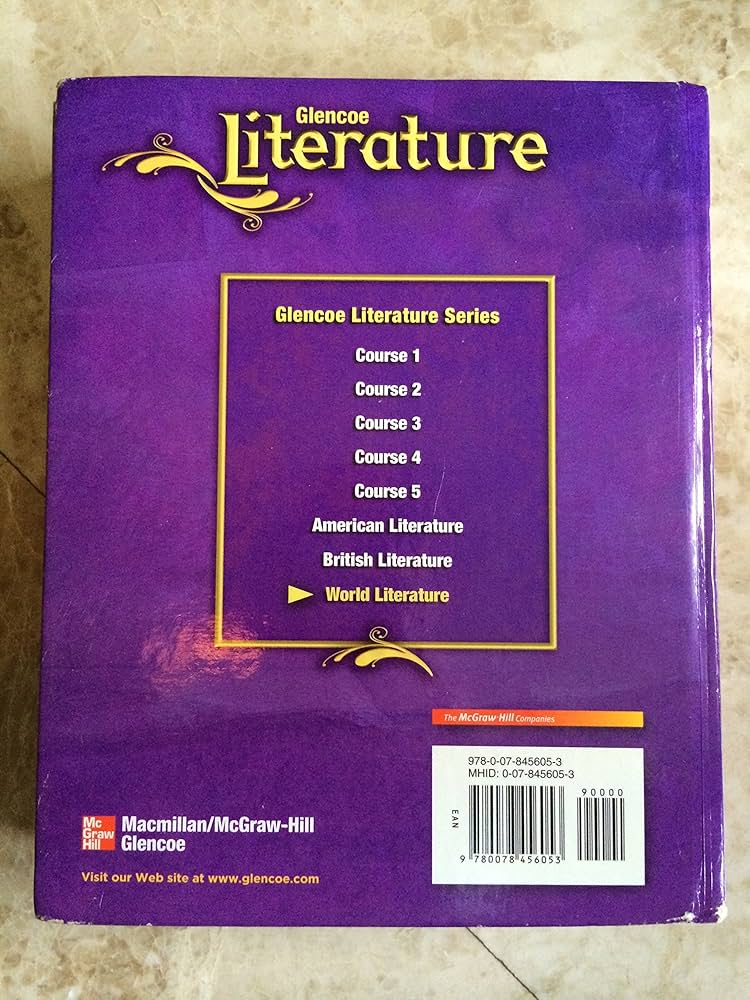 Glencoe
Literature
Glencoe Literature Series
Course 1
Course 2
Course 3
Course 4
Course 5
American Literature
British Literature
World Literature
The McGraw·Hill Companies
978-0-07-845605-3
MHID: 0-07-845605-3
90000
EAN
9 780078 456053
Mc
Graw
Hill
Macmillan/McGraw-Hill
Glencoe
Visit our Web site at www.glencoe.com